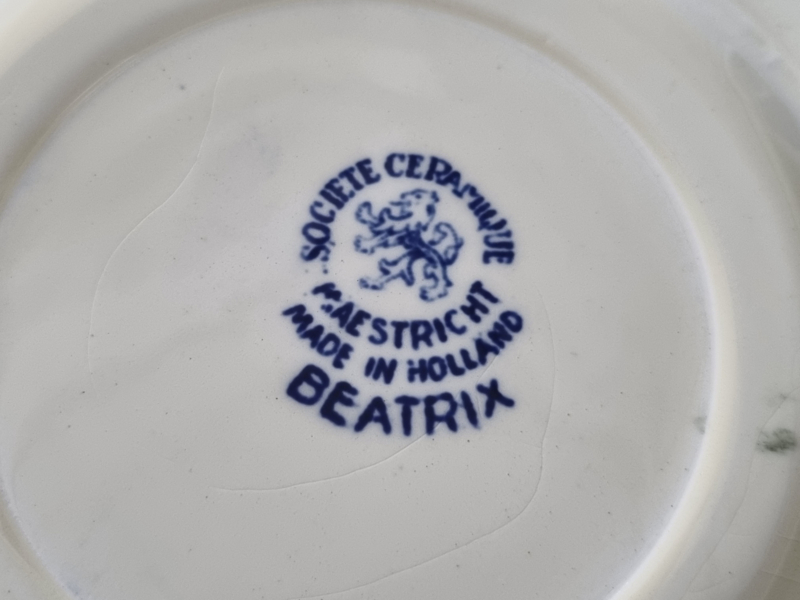 SOCIETE CERAMIQUE
MAESTRICHT
MADE IN HOLLAND
BEATRIX